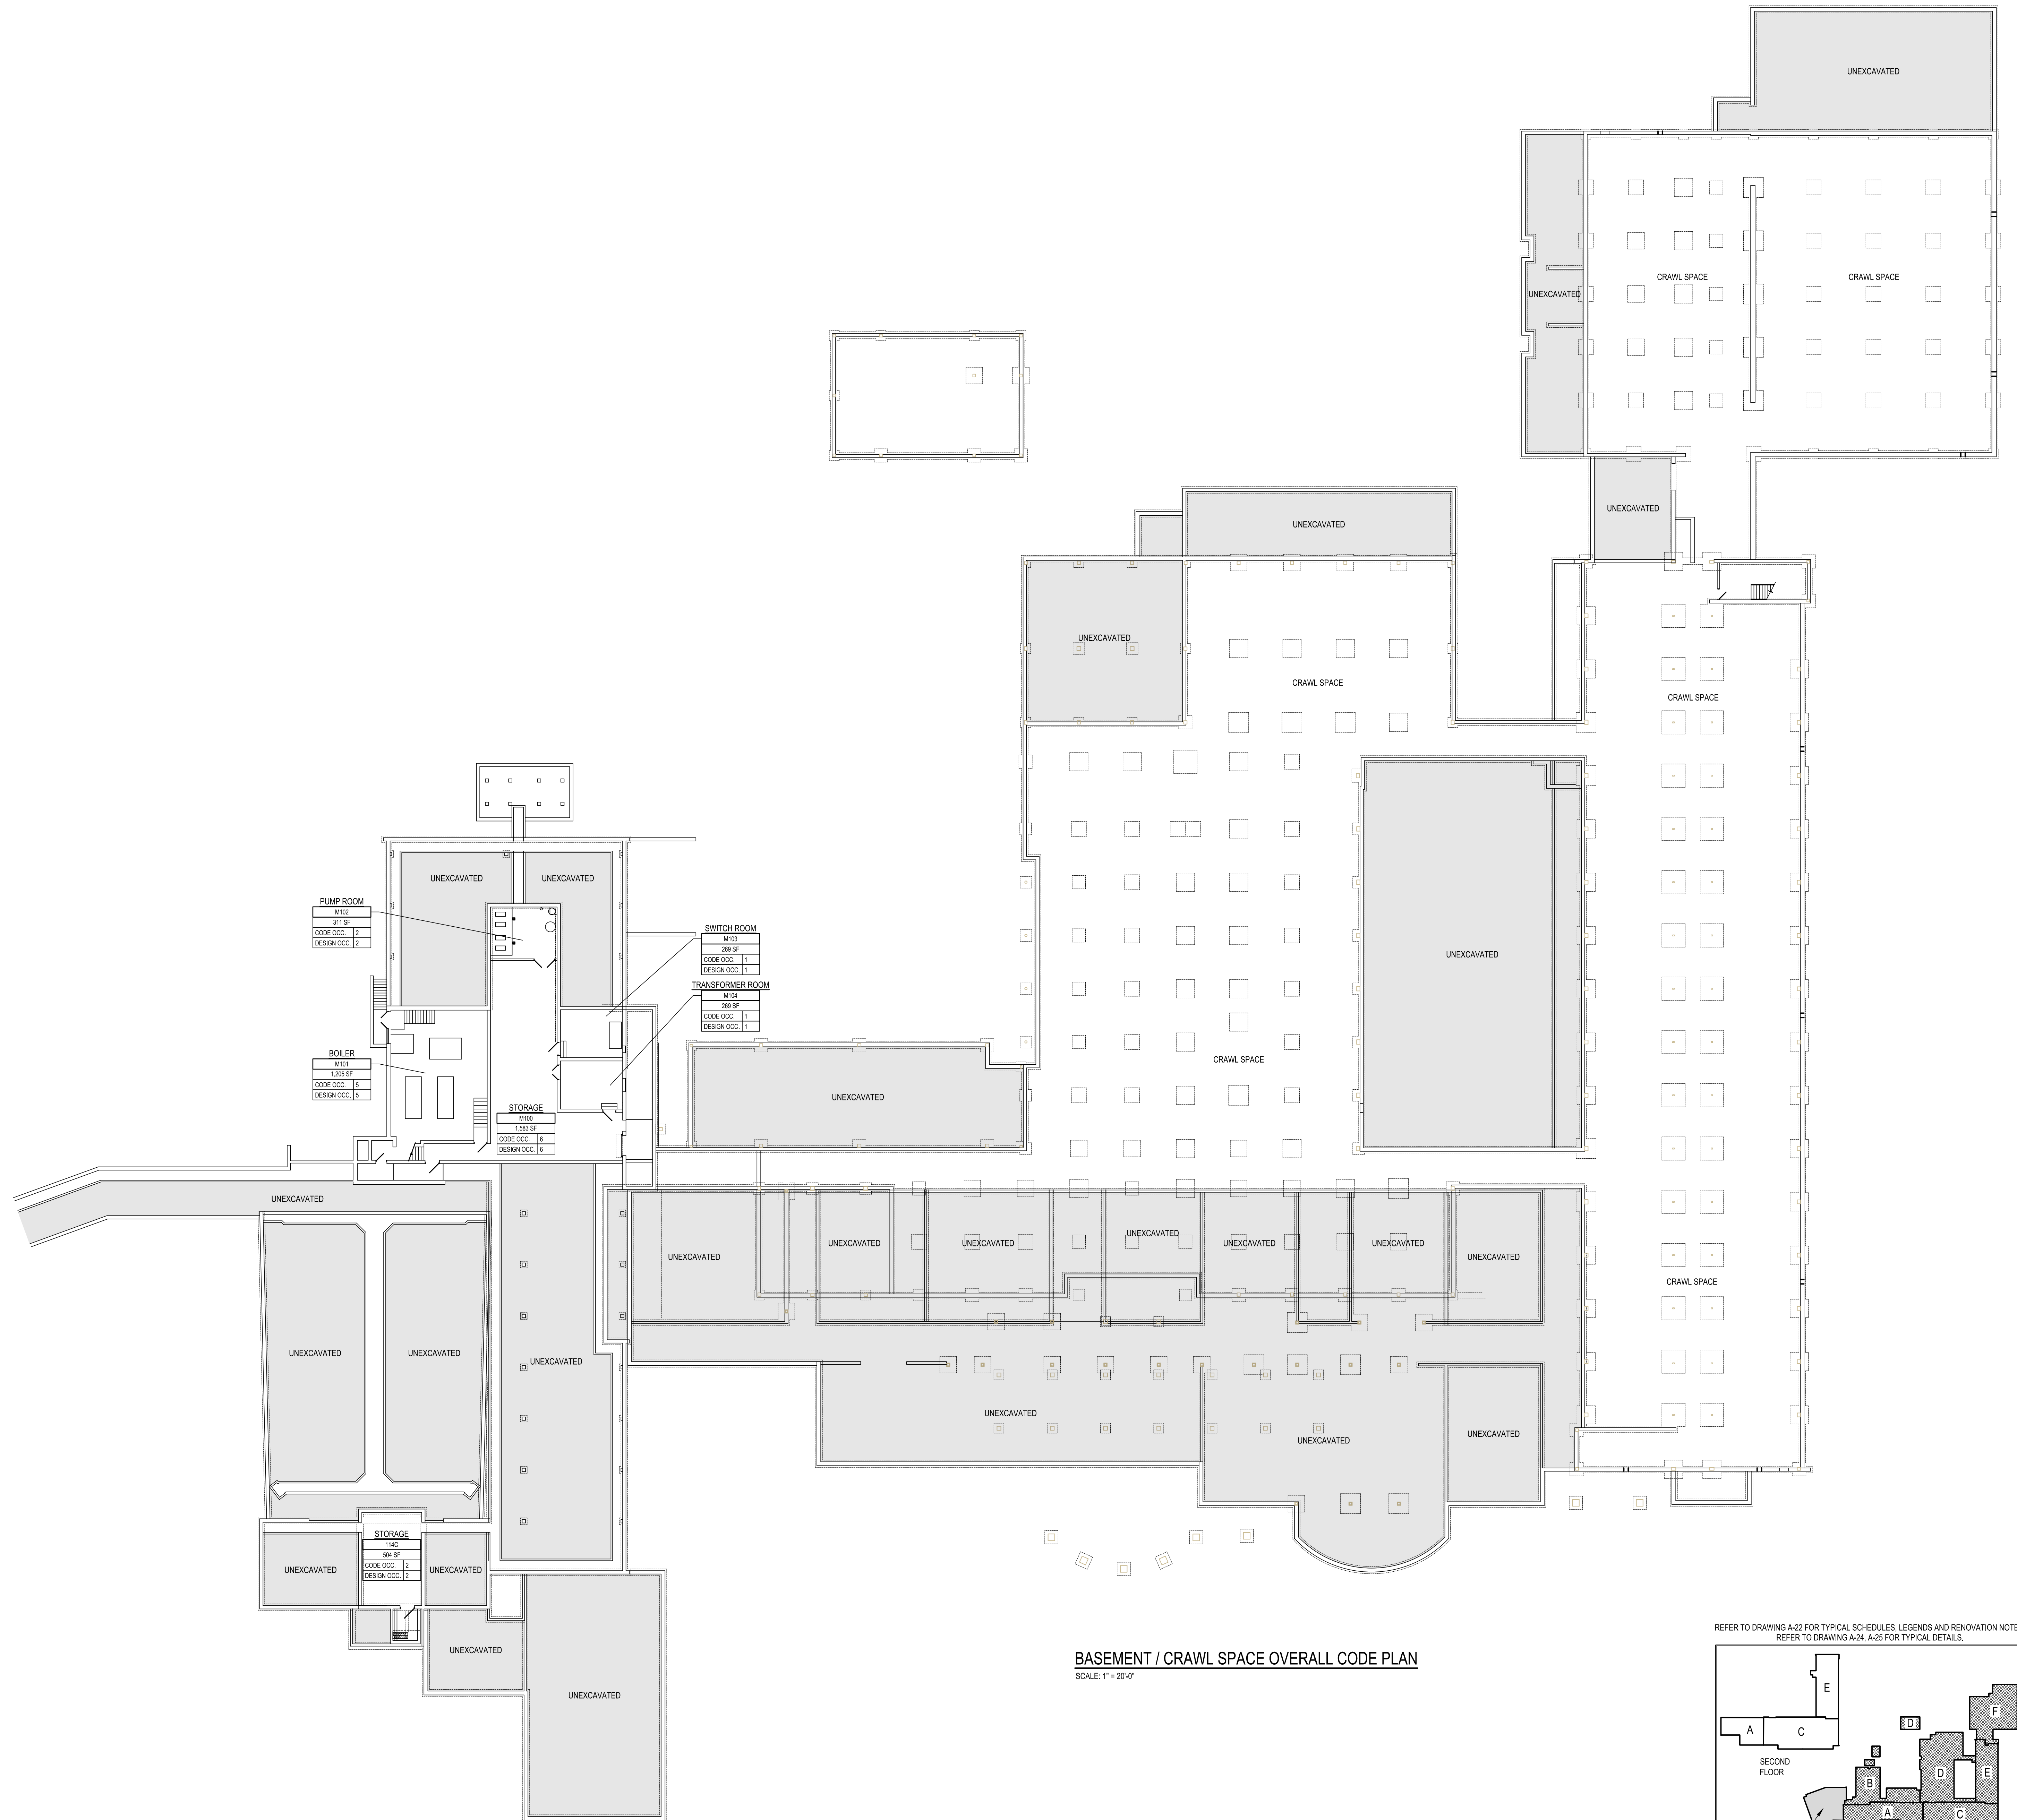 UNEXCAVATED
CRAWL SPACE
CRAWL SPACE
UNEXCAVATED
UNEXCAVATED
UNEXCAVATED
UNEXCAVATED
CRAWL SPACE
CRAWL SPACE
UNEXCAVATED
UNEXCAVATED
PUMP ROOM
M102
311 SF
CODE OCC. 2
DESIGN OCC. 2
SWITCH ROOM
M103
269 SF
CODE OCC. 1
DESIGN OCC. 1
UNEXCAVATED
TRANSFORMER ROOM
M104
269 SF
CODE OCC. 1
DESIGN OCC. 1
BOILER
M101
1,205 SF
CODE OCC. 5
DESIGN OCC. 5
CRAWL SPACE
UNEXCAVATED
STORAGE
M100
1,583 SF
CODE OCC. 6
DESIGN OCC. 6
UNEXCAVATED
UNEXCAVATED
UNEXCAVATED
UNEXCAVATED
UNEXCAVATED
UNEXCAVATED
UNEXCAVATED
UNEXCAVATED
CRAWL SPACE
UNEXCAVATED
UNEXCAVATED
UNEXCAVATED
UNEXCAVATED
UNEXCAVATED
UNEXCAVATED
STORAGE
114C
504 SF
CODE OCC. 2
DESIGN OCC. 2
UNEXCAVATED
UNEXCAVATED
UNEXCAVATED
UNEXCAVATED
BASEMENT / CRAWL SPACE OVERALL CODE PLAN
SCALE: 1" = 20'-0"
REFER TO DRAWING A-22 FOR TYPICAL SCHEDULES, LEGENDS AND RENOVATION NOTE
REFER TO DRAWING A-24, A-25 FOR TYPICAL DETAILS.
E
A
C
F
D
SECOND
FLOOR
D
E
B
A
C